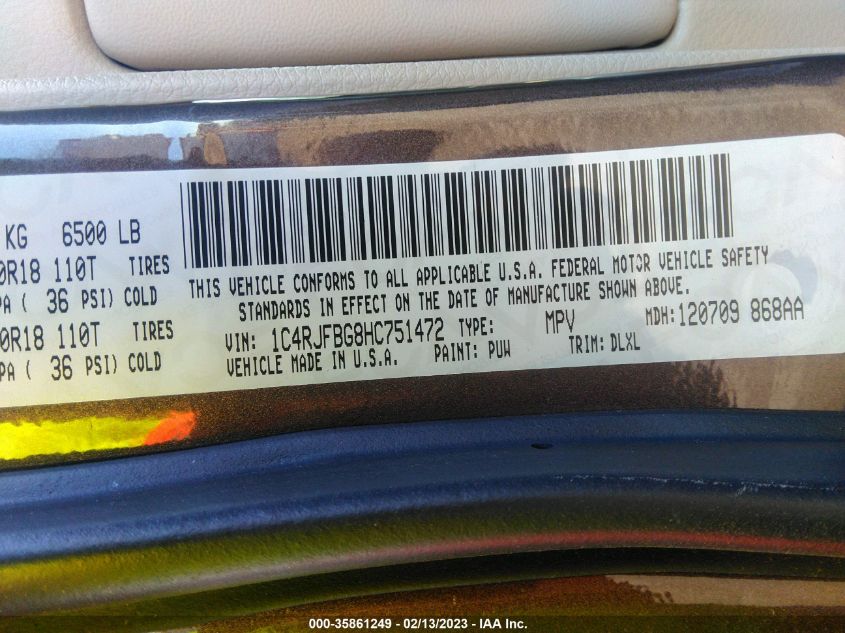 KG 6500 LB
0R18 110T TIRES
PA ( 36 PSI) COLD
0R18 110T TIRES
PA ( 36 PSI) COLD
THIS VEHICLE CONFORMS TO ALL APPLICABLE U.S.A. FEDERAL MOTOR VEHICLE SAFETY
STANDARDS IN EFFECT ON THE DATE OF MANUFACTURE SHOWN ABOVE.
VIN: 1C4RJFBG8HC751472 TYPE: MPV MDH:120709 868AA
VEHICLE MADE IN U.S.A. PAINT: PUW TRIM: DLXL
000-35861249 -- 02/13/2023 -- IAA Inc.